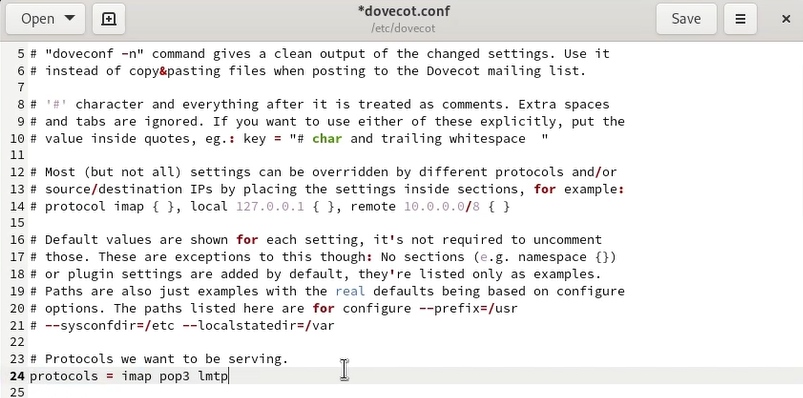 Open
*dovecot.conf
/etc/dovecot
Save
5 # "doveconf -n" command gives a clean output of the changed settings. Use it
6 # instead of copy&pasting files when posting to the Dovecot mailing list.
7
8 # '#' character and everything after it is treated as comments. Extra spaces
9 # and tabs are ignored. If you want to use either of these explicitly, put the
10 # value inside quotes, eg.: key = "# char and trailing whitespace  "
11
12 # Most (but not all) settings can be overridden by different protocols and/or
13 # source/destination IPs by placing the settings inside sections, for example:
14 # protocol imap { }, local 127.0.0.1 { }, remote 10.0.0.0/8 { }
15
16 # Default values are shown for each setting, it's not required to uncomment
17 # those. These are exceptions to this though: No sections (e.g. namespace {})
18 # or plugin settings are added by default, they're listed only as examples.
19 # Paths are also just examples with the real defaults being based on configure
20 # options. The paths listed here are for configure --prefix=/usr
21 # --sysconfdir=/etc --localstatedir=/var
22
23 # Protocols we want to be serving.
24 protocols = imap pop3 lmtp
25